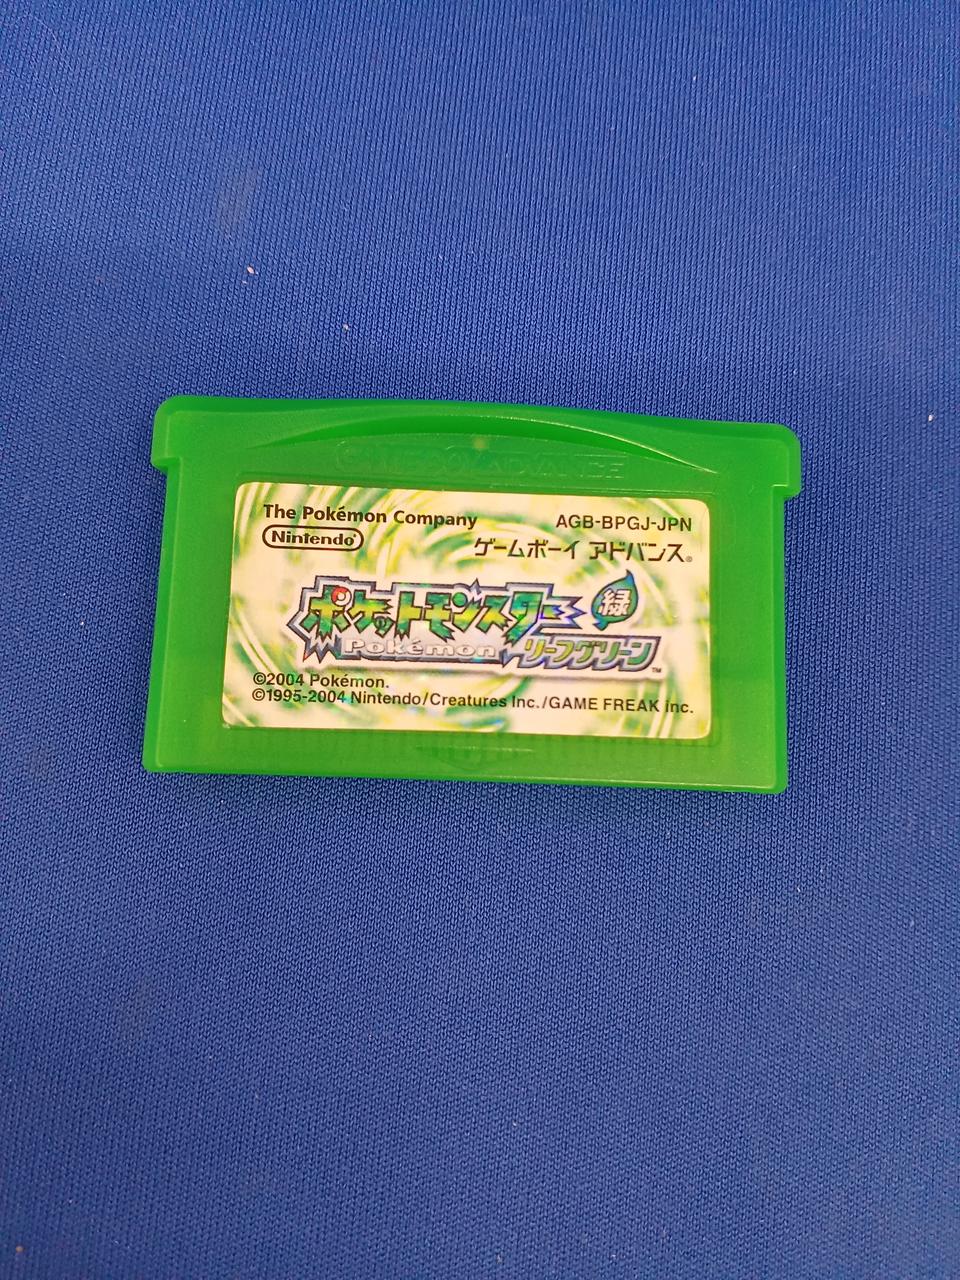 GAME BOY ADVANCE
The Pokémon Company
AGB-BPGJ-JPN
Nintendo®
ゲームボーイ アドバンス®
ポケットモンスター 緑
Pokémon リーフグリーン™
©2004 Pokémon.
©1995-2004 Nintendo/Creatures Inc./GAME FREAK inc.